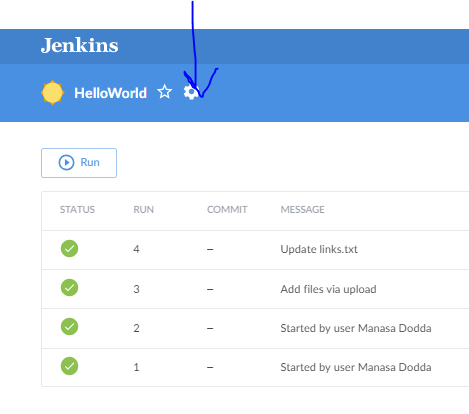 Jenkins
HelloWorld
Run
STATUS RUN COMMIT MESSAGE
4 – Update links.txt
3 – Add files via upload
2 – Started by user Manasa Dodda
1 – Started by user Manasa Dodda